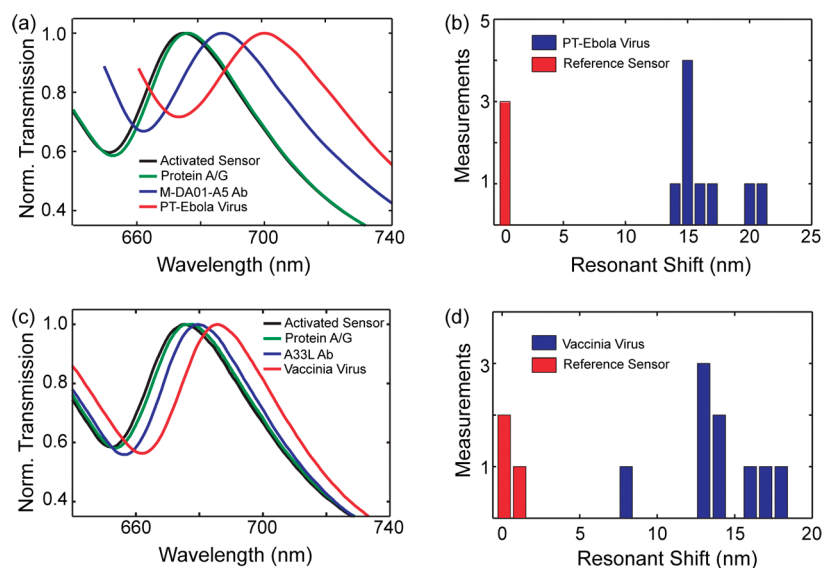 (a)
1.0
0.8
0.6
0.4
Norm. Transmission
Activated Sensor
Protein A/G
M-DA01-A5 Ab
PT-Ebola Virus
660
700
740
Wavelength (nm)
(b)
5
3
1
Measurements
PT-Ebola Virus
Reference Sensor
0
5
10
15
20
25
Resonant Shift (nm)
(c)
1.0
0.8
0.6
0.4
Norm. Transmission
Activated Sensor
Protein A/G
A33L Ab
Vaccinia Virus
660
700
740
Wavelength (nm)
(d)
3
1
Measurements
Vaccinia Virus
Reference Sensor
0
5
10
15
20
Resonant Shift (nm)